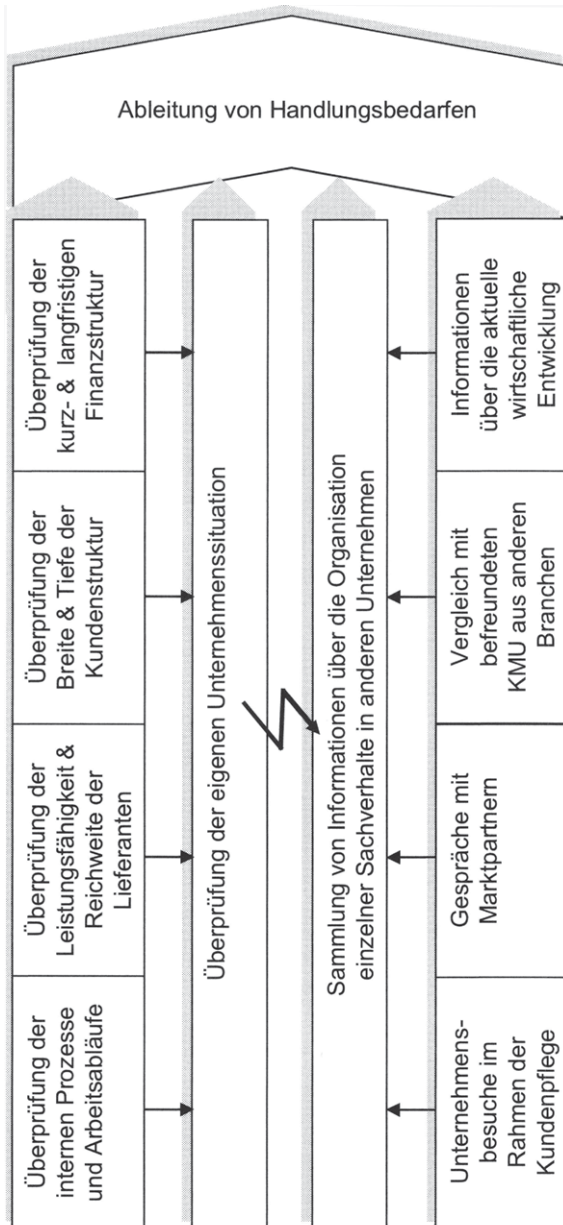 Ableitung von Handlungsbedarfen
Überprüfung der
kurz- & langfristigen
Finanzstruktur
Überprüfung der
Breite & Tiefe der
Kundenstruktur
Überprüfung der
Leistungsfähigkeit &
Reichweite der
Lieferanten
Überprüfung der
internen Prozesse
und Arbeitsabläufe
Überprüfung der eigenen Unternehmenssituation
Sammlung von Informationen über die Organisation
einzelner Sachverhalte in anderen Unternehmen
Informationen
über die aktuelle
wirtschaftliche
Entwicklung
Vergleich mit
befreundeten
KMU aus anderen
Branchen
Gespräche mit
Marktpartnern
Unternehmens-
besuche im
Rahmen der
Kundenpflege